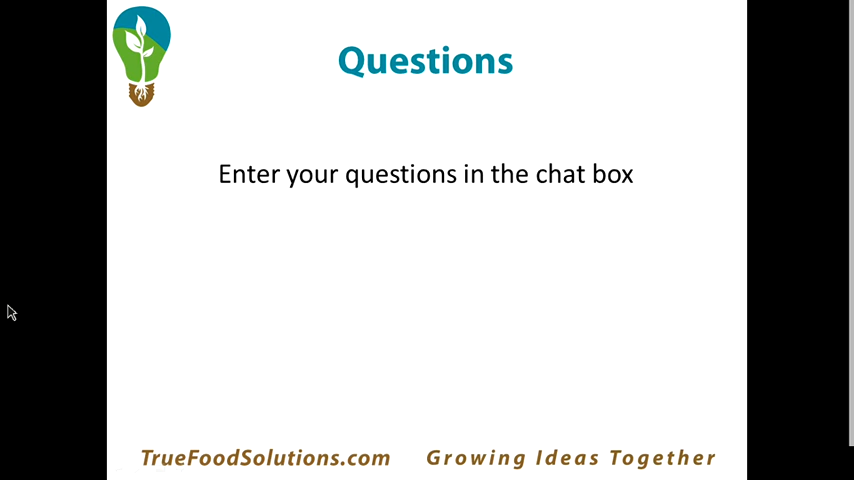 Questions
Enter your questions in the chat box
TrueFoodSolutions.com Growing Ideas Together